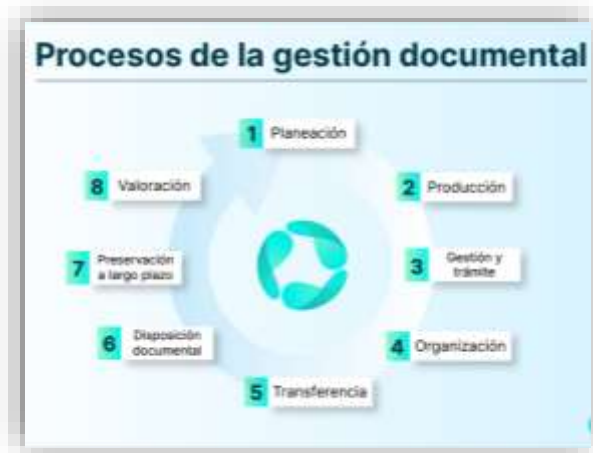 Procesos de la gestión documental
1 Planeación
2 Producción
3 Gestión y
trámite
4 Organización
5 Transferencia
6 Disposición
documental
7 Preservación
a largo plazo
8 Valoración